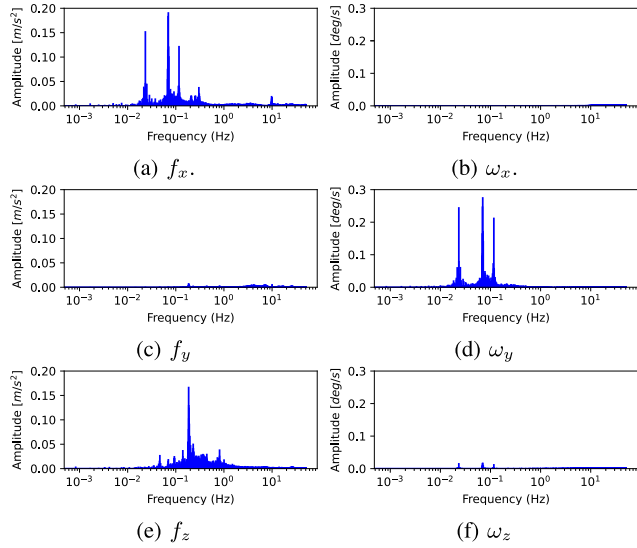 0.20
0.15
0.10
0.05
0.00
Amplitude [m/s²]
10⁻³ 10⁻² 10⁻¹ 10⁰ 10¹
Frequency (Hz)
(a) fₓ.
0.3
0.2
0.1
0.0
Amplitude [deg/s]
10⁻³ 10⁻² 10⁻¹ 10⁰ 10¹
Frequency (Hz)
(b) ωₓ.
0.20
0.15
0.10
0.05
0.00
Amplitude [m/s²]
10⁻³ 10⁻² 10⁻¹ 10⁰ 10¹
Frequency (Hz)
(c) f_y
0.3
0.2
0.1
0.0
Amplitude [deg/s]
10⁻³ 10⁻² 10⁻¹ 10⁰ 10¹
Frequency (Hz)
(d) ω_y
0.20
0.15
0.10
0.05
0.00
Amplitude [m/s²]
10⁻³ 10⁻² 10⁻¹ 10⁰ 10¹
Frequency (Hz)
(e) f_z
0.3
0.2
0.1
0.0
Amplitude [deg/s]
10⁻³ 10⁻² 10⁻¹ 10⁰ 10¹
Frequency (Hz)
(f) ω_z